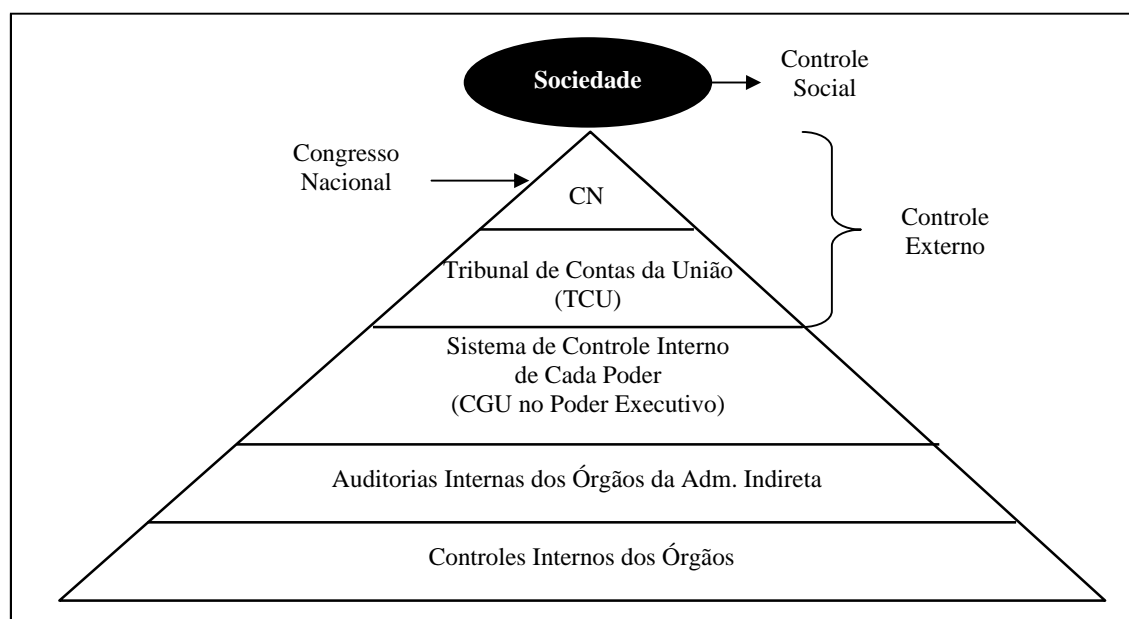 Sociedade
Controle
Social
Congresso
Nacional
CN
Controle
Externo
Tribunal de Contas da União
(TCU)
Sistema de Controle Interno
de Cada Poder
(CGU no Poder Executivo)
Auditorias Internas dos Órgãos da Adm. Indireta
Controles Internos dos Órgãos